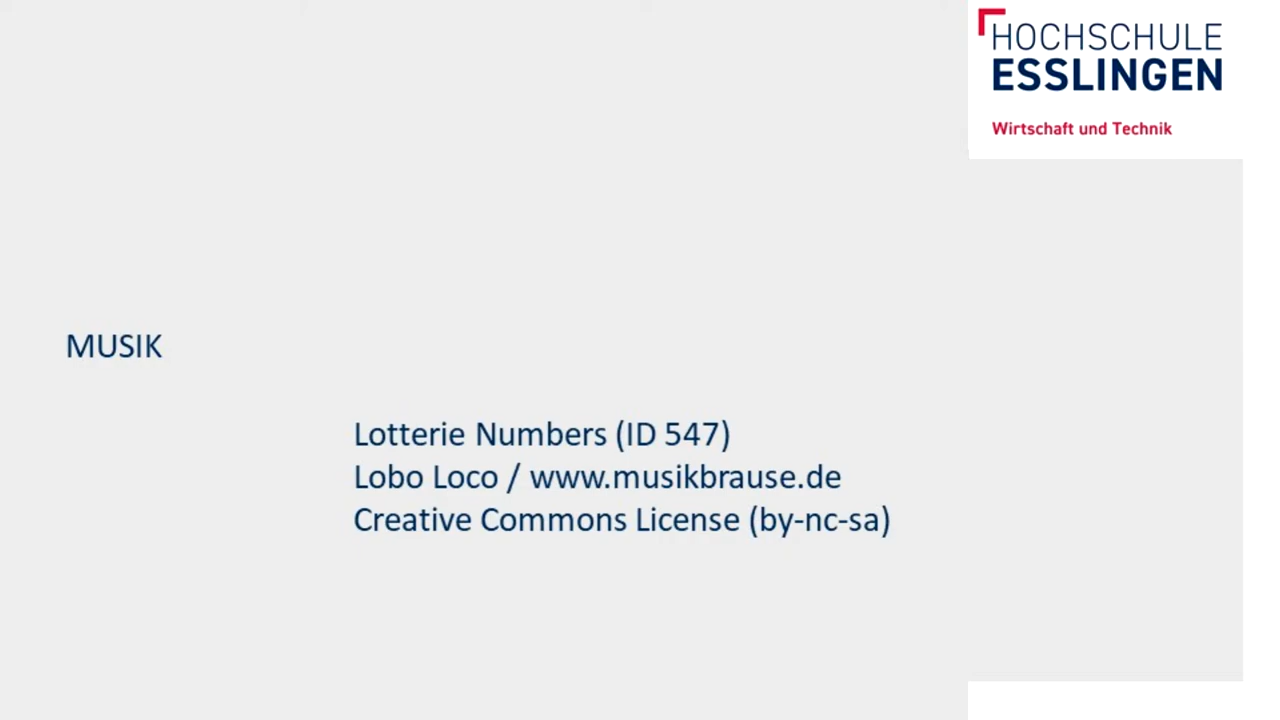 HOCHSCHULE
ESSLINGEN
Wirtschaft und Technik
MUSIK
Lotterie Numbers (ID 547)
Lobo Loco / www.musikbrause.de
Creative Commons License (by-nc-sa)